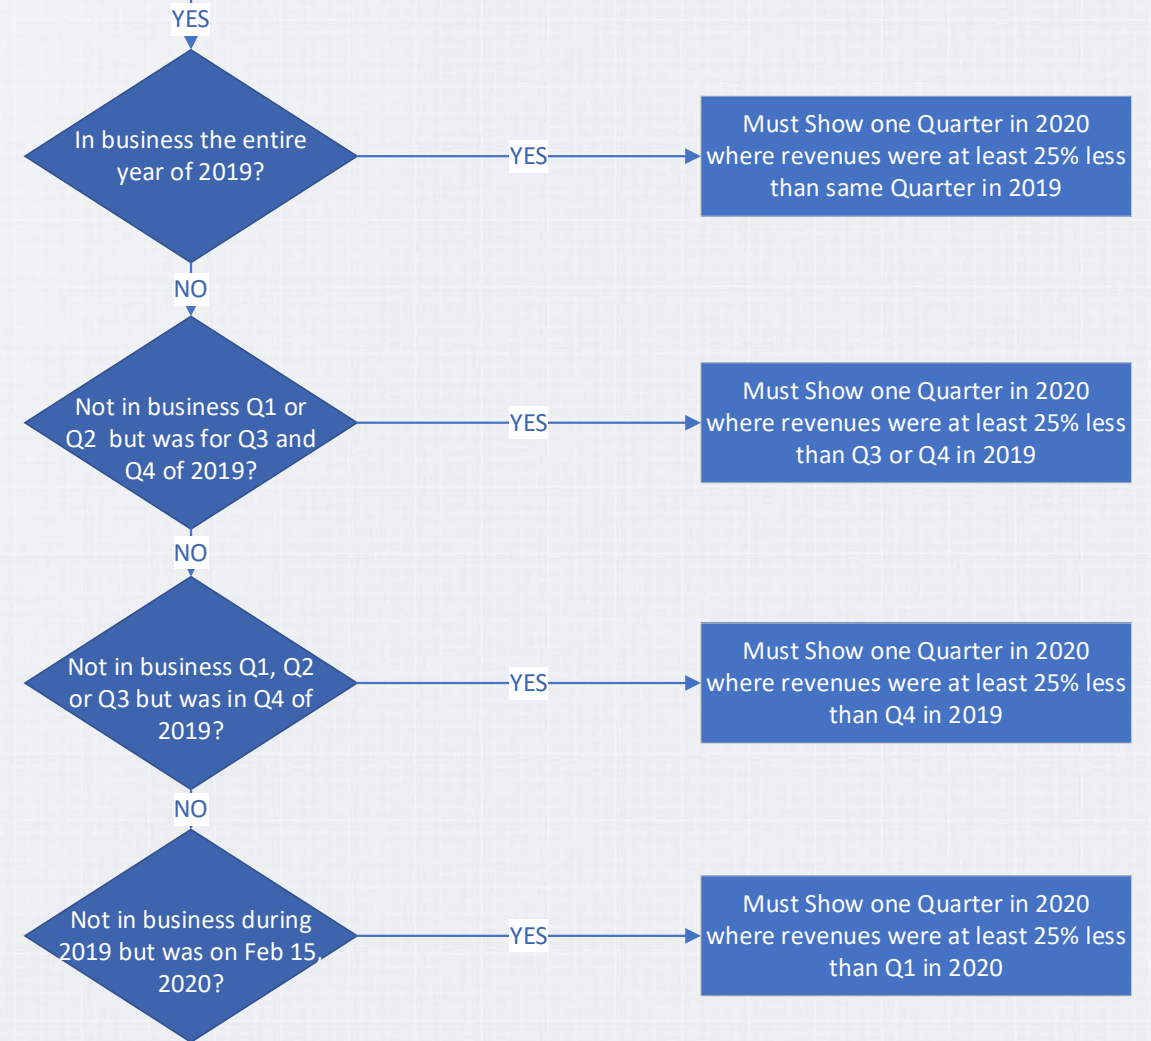 YES
In business the entire
year of 2019?
YES
Must Show one Quarter in 2020
where revenues were at least 25% less
than same Quarter in 2019
NO
Not in business Q1 or
Q2  but was for Q3 and
Q4 of 2019?
YES
Must Show one Quarter in 2020
where revenues were at least 25% less
than Q3 or Q4 in 2019
NO
Not in business Q1, Q2
or Q3 but was in Q4 of
2019?
YES
Must Show one Quarter in 2020
where revenues were at least 25% less
than Q4 in 2019
NO
Not in business during
2019 but was on Feb 15,
2020?
YES
Must Show one Quarter in 2020
where revenues were at least 25% less
than Q1 in 2020